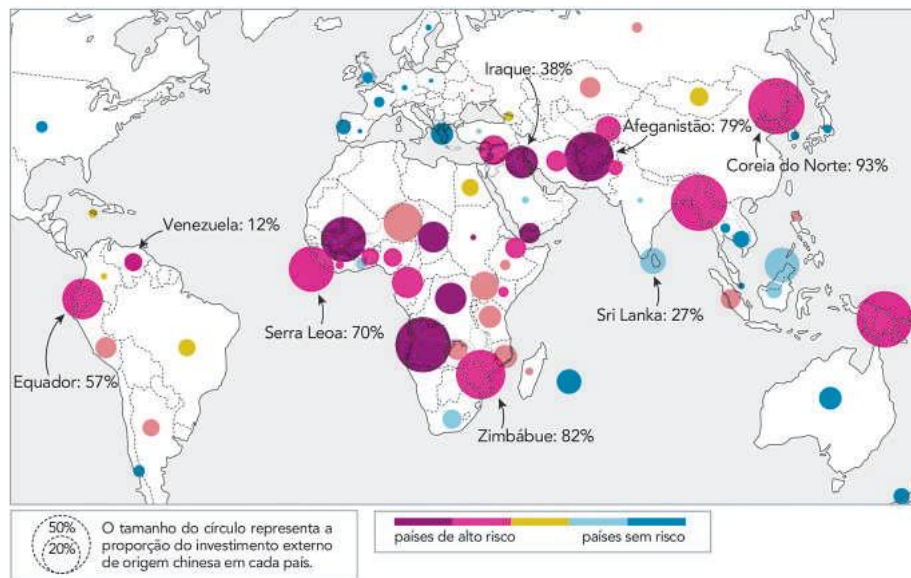 Iraque: 38%
Afeganistão: 79%
Coreia do Norte: 93%
Venezuela: 12%
Serra Leoa: 70%
Sri Lanka: 27%
Equador: 57%
Zimbábue: 82%
50%
20%
O tamanho do círculo representa a
proporção do investimento externo
de origem chinesa em cada país.
países de alto risco
países sem risco